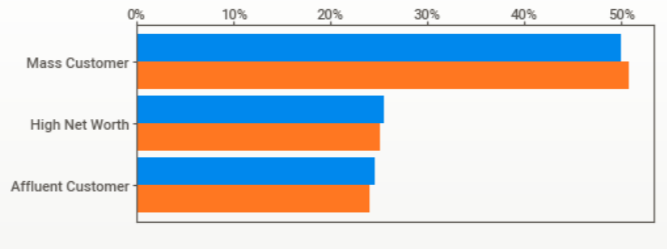 0% 10% 20% 30% 40% 50%
Mass Customer
High Net Worth
Affluent Customer